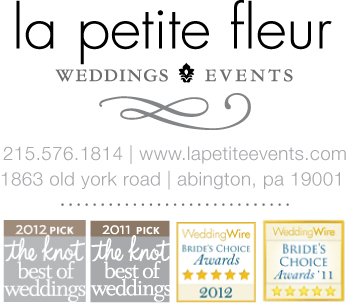 la petite fleur
WEDDINGS EVENTS
215.576.1814 | www.lapetiteevents.com
1863 old york road | abington, pa 19001
2012 PICK
the knot
best of
weddings
2011 PICK
the knot
best of
weddings
WeddingWire
BRIDE'S CHOICE
Awards
2012
WeddingWire
BRIDE'S
CHOICE
Awards '11